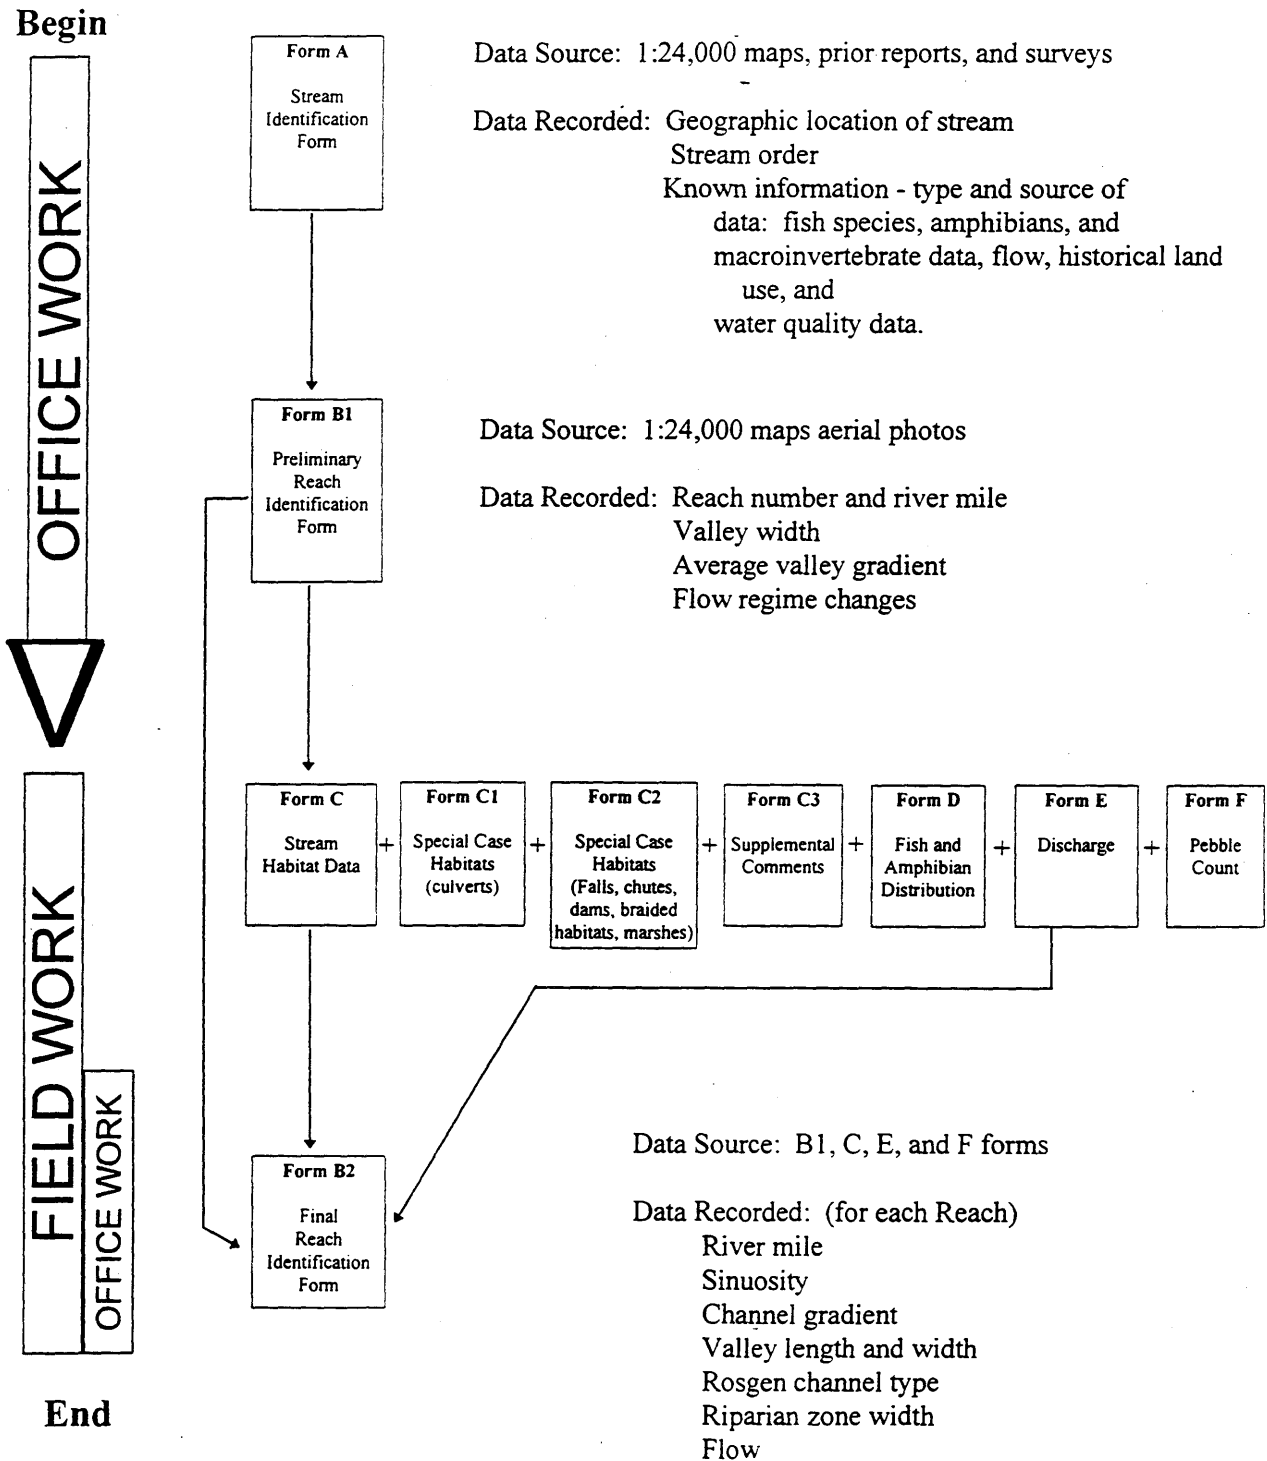 Begin
OFFICE WORK
Form A
Stream
Identification
Form
Data Source: 1:24,000 maps, prior reports, and surveys
Data Recorded: Geographic location of stream
Stream order
Known information - type and source of
data: fish species, amphibians, and
macroinvertebrate data, flow, historical land
use, and
water quality data.
Form B1
Preliminary
Reach
Identification
Form
Data Source: 1:24,000 maps aerial photos
Data Recorded: Reach number and river mile
Valley width
Average valley gradient
Flow regime changes
FIELD WORK
OFFICE WORK
Form C
Stream
Habitat Data
+
Form C1
Special Case
Habitats
(culverts)
+
Form C2
Special Case
Habitats
(Falls, chutes,
dams, braided
habitats, marshes)
+
Form C3
Supplemental
Comments
+
Form D
Fish and
Amphibian
Distribution
+
Form E
Discharge
+
Form F
Pebble
Count
Form B2
Final
Reach
Identification
Form
Data Source: B1, C, E, and F forms
Data Recorded: (for each Reach)
River mile
Sinuosity
Channel gradient
Valley length and width
Rosgen channel type
Riparian zone width
Flow
End